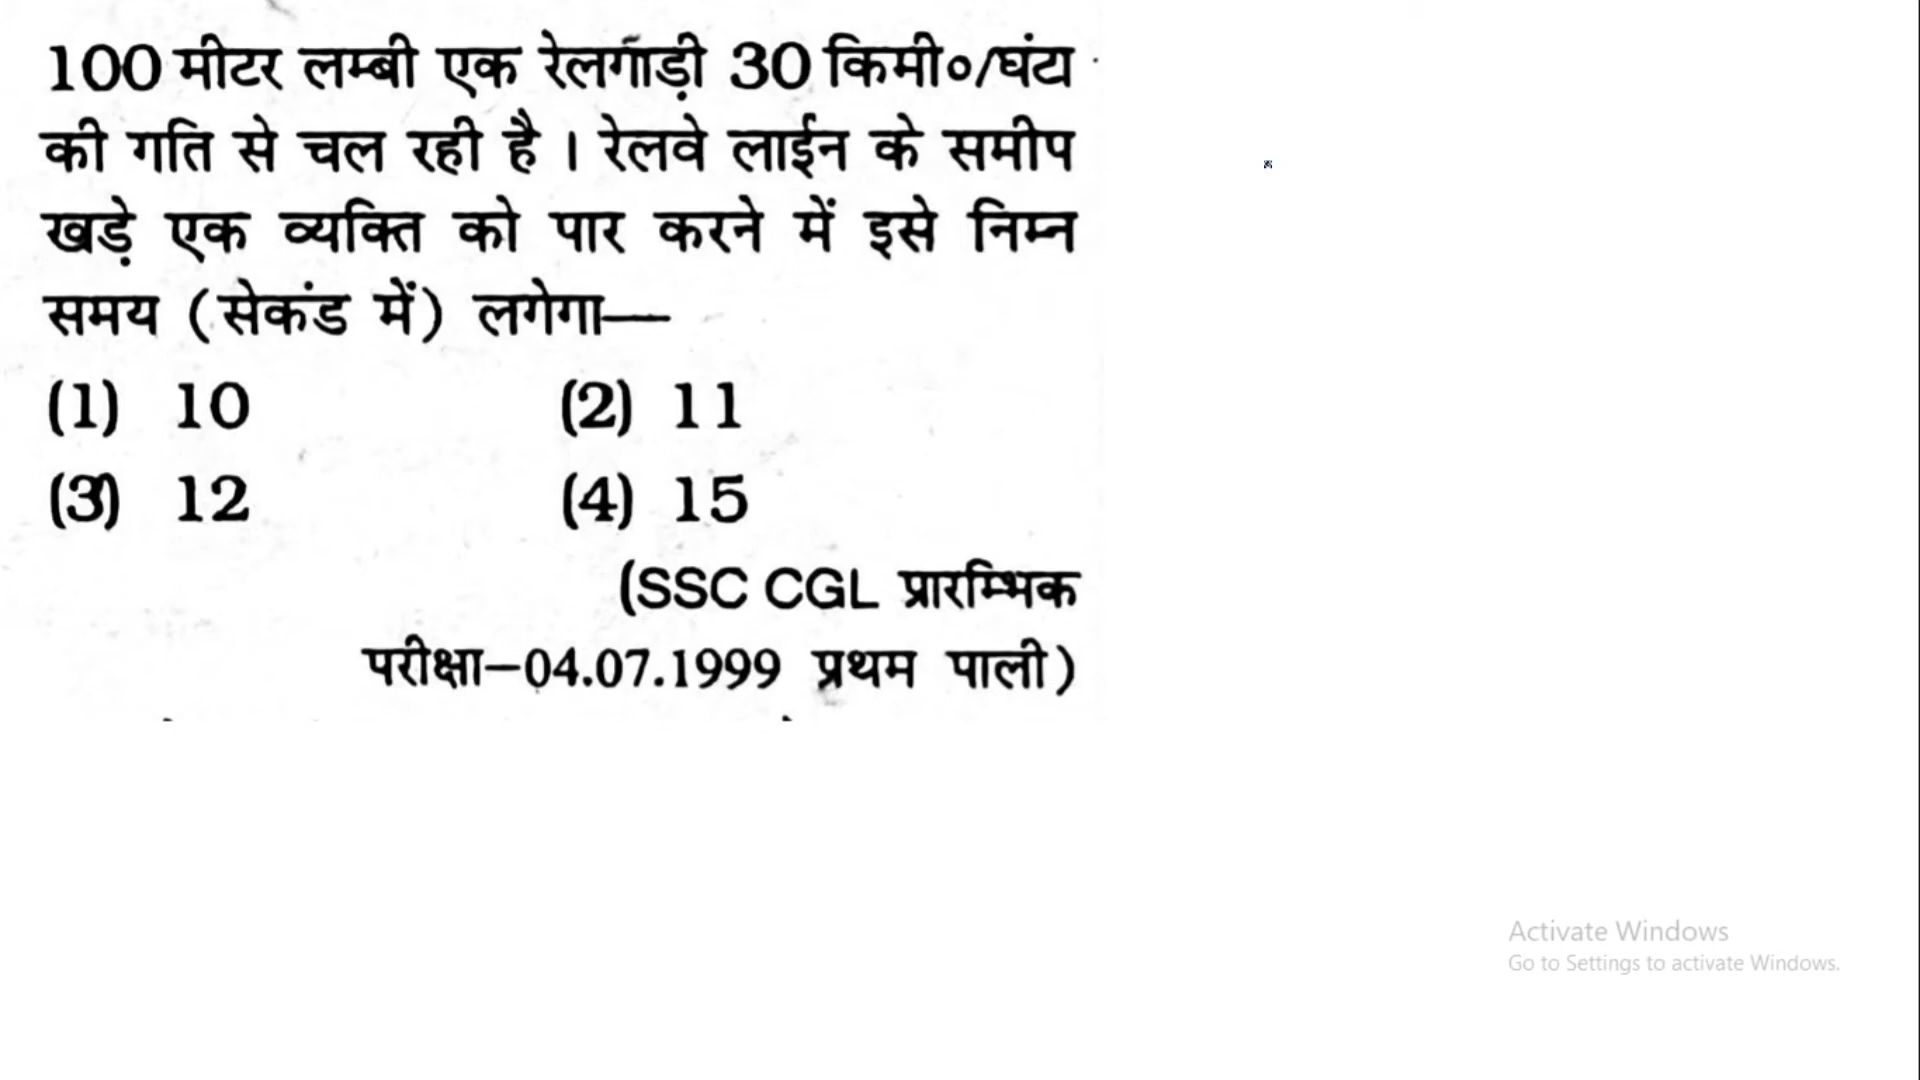 100 मीटर लम्बी एक रेलगाड़ी 30 किमी०/घंटा
की गति से चल रही है । रेलवे लाईन के समीप
खड़े एक व्यक्ति को पार करने में इसे निम्न
समय (सेकंड में) लगेगा—
(1) 10 (2) 11
(3) 12 (4) 15
(SSC CGL प्रारम्भिक
परीक्षा–04.07.1999 प्रथम पाली)
Activate Windows
Go to Settings to activate Windows.